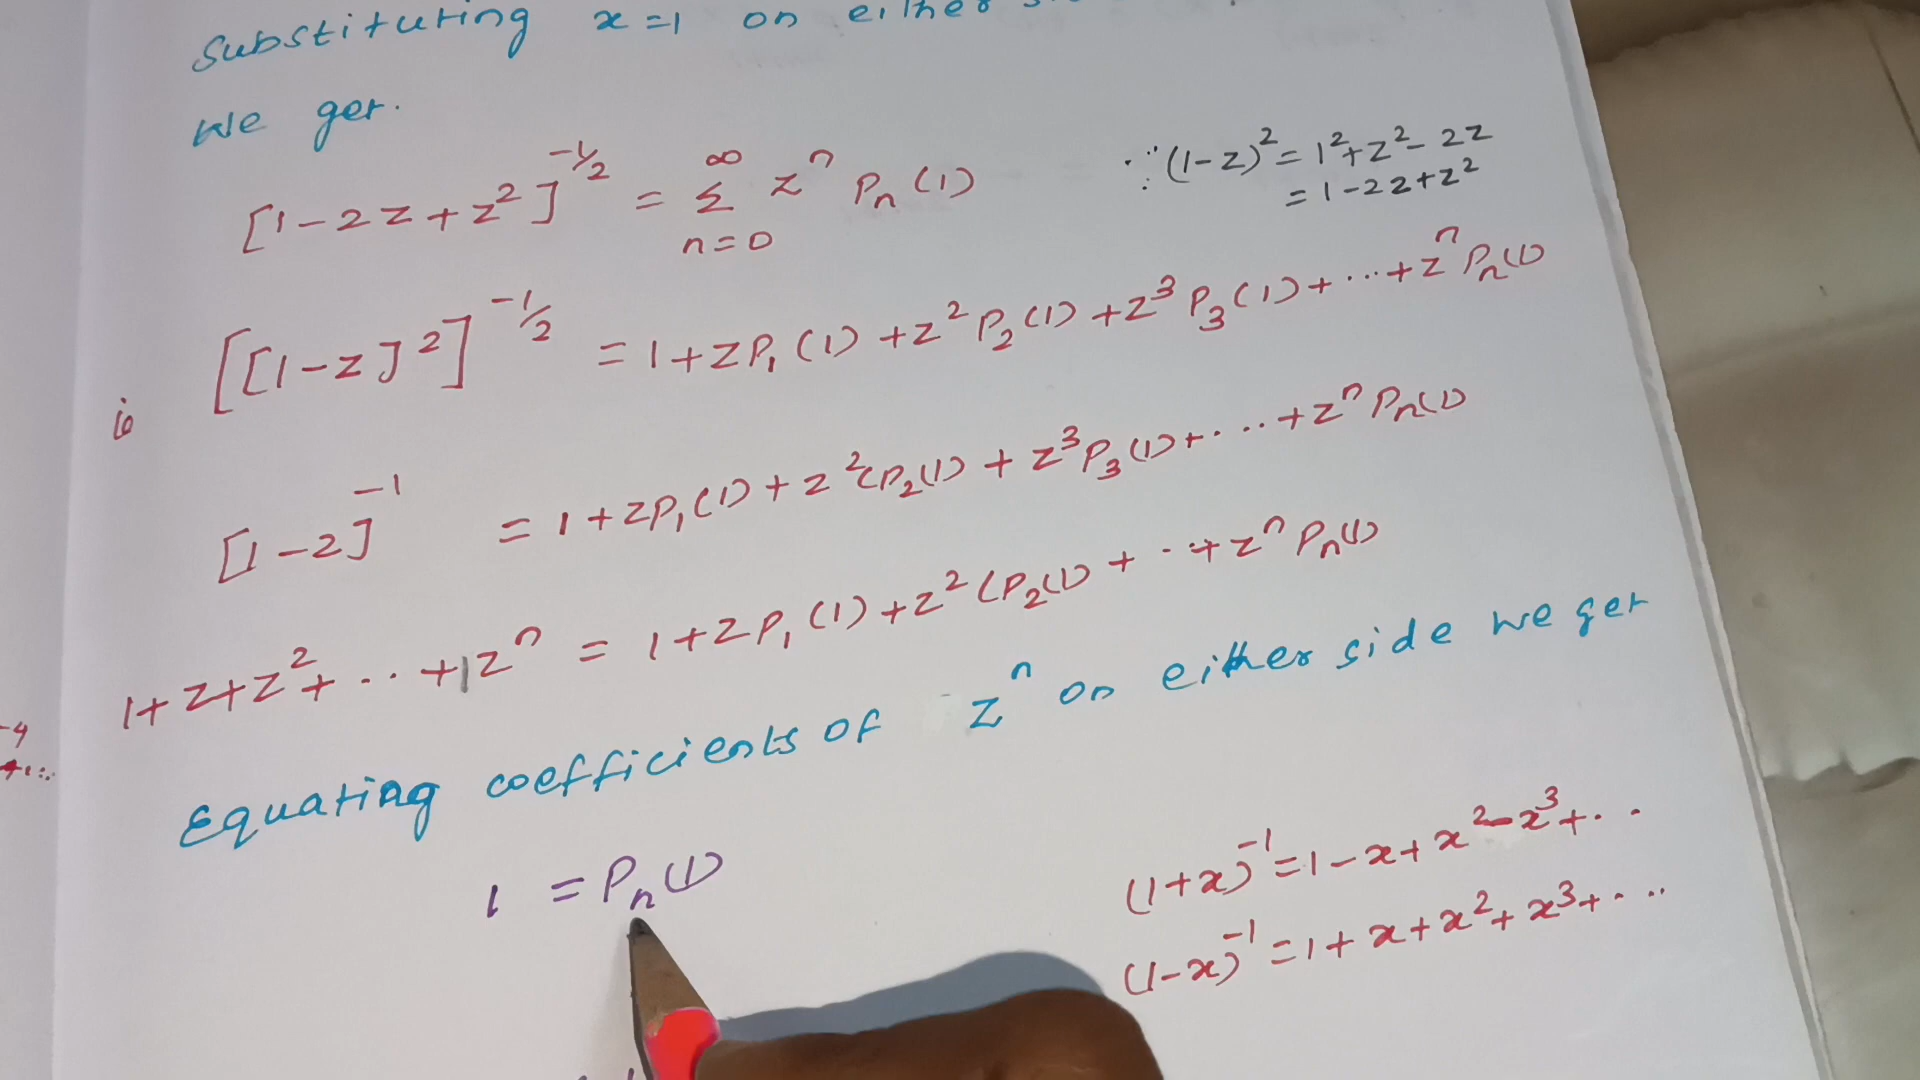 Substituting x=1 on either
we get.
[1-2z+z²]^{-1/2} = Σ_{n=0}^{∞} z^n P_n(1)
∵ (1-z)² = 1²+z²-2z
= 1-2z+z²
ie [[1-z]²]^{-1/2} = 1+zP₁(1)+z²P₂(1)+z³P₃(1)+...+z^n P_n(1)
[1-z]^{-1} = 1+zP₁(1)+z²(P₂(1)+z³P₃(1)+....+z^n P_n(1)
1+z+z²+...+1z^n = 1+zP₁(1)+z²(P₂(1)+...+z^n P_n(1)
Equating coefficients of z^n on either side we get
1 = P_n(1)
(1+x)^{-1} = 1-x+x²-x³+...
(1-x)^{-1} = 1+x+x²+x³+....